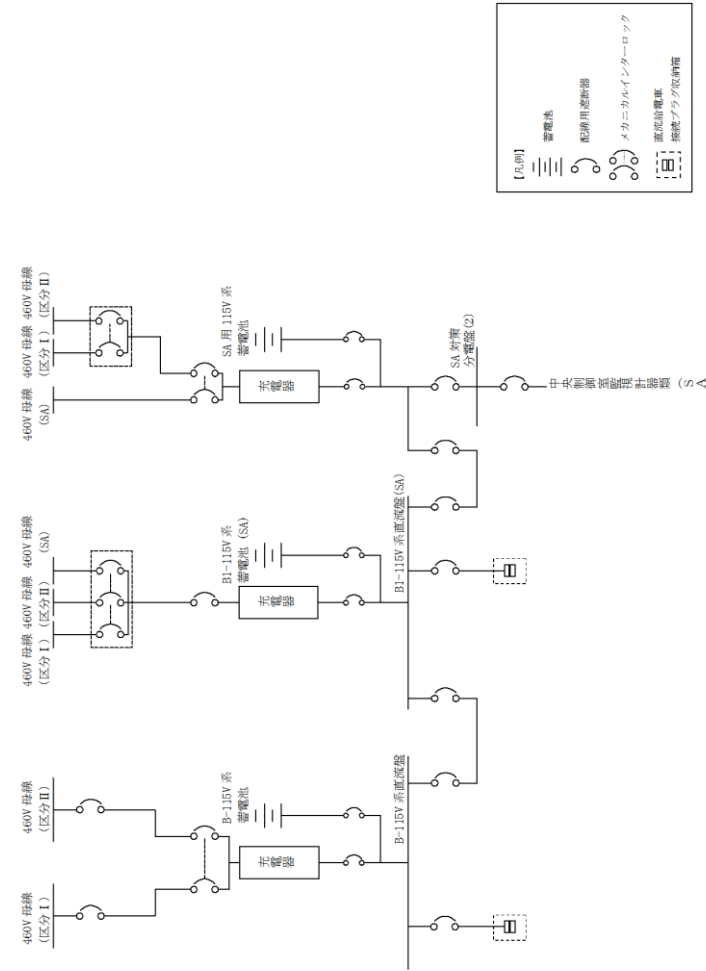 460V 母線
(区分 I)
460V 母線
(区分II)
460V 母線
(区分 I)
460V 母線
(区分II)
460V 母線
(SA)
460V 母線
(SA)
460V 母線
(区分 I)
460V 母線
(区分 II)
B-115V 系
蓄電池
充電器
B1-115V 系
蓄電池 (SA)
充電器
SA 用 115V 系
蓄電池
充電器
B-115V 系直流盤
B1-115V 系直流盤(SA)
SA 対策
分電盤(2)
中央制御室監視計器類 (SA
【凡例】
蓄電池
配線用遮断器
メカニカルインターロック
直流給電車
接続プラグ収納箱